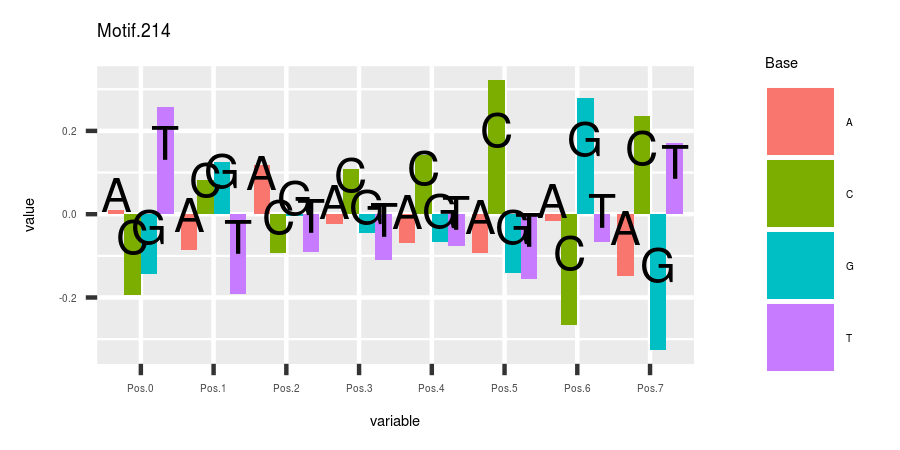 Motif.214
Base
value
0.2
0.0
-0.2
A C G T
A C G T
A C G T
A C G T
A C G T
A C G T
A C G T
A C G T
Pos.0 Pos.1 Pos.2 Pos.3 Pos.4 Pos.5 Pos.6 Pos.7
variable
A
C
G
T